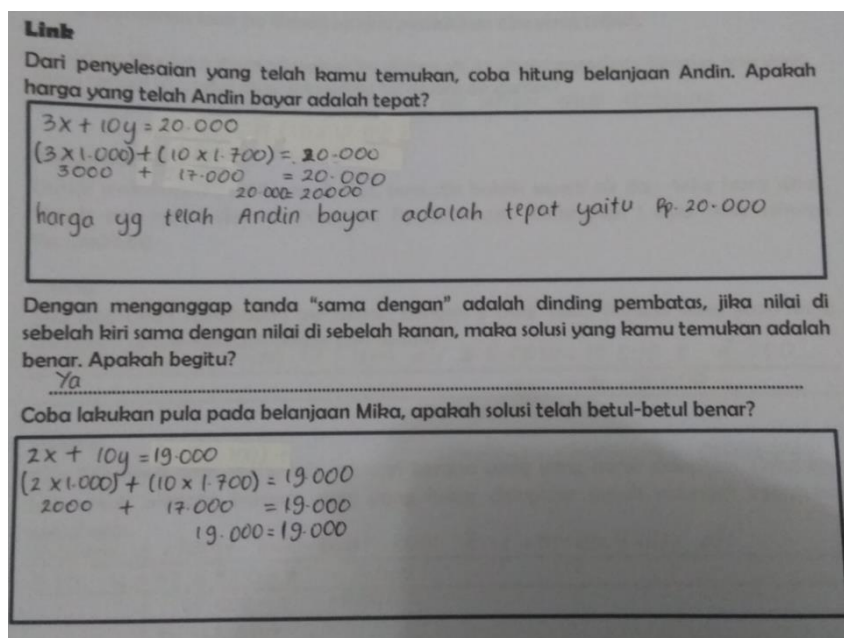 Link
Dari penyelesaian yang telah kamu temukan, coba hitung belanjaan Andin. Apakah
harga yang telah Andin bayar adalah tepat?
3x + 10y = 20.000
(3 x 1.000) + (10 x 1.700) = 20.000
3000 + 17.000 = 20.000
20.000 = 20000
harga yg telah Andin bayar adalah tepat yaitu Rp. 20.000
Dengan menganggap tanda “sama dengan” adalah dinding pembatas, jika nilai di
sebelah kiri sama dengan nilai di sebelah kanan, maka solusi yang kamu temukan adalah
benar. Apakah begitu?
Ya
Coba lakukan pula pada belanjaan Mika, apakah solusi telah betul-betul benar?
2x + 10y = 19.000
(2 x 1.000) + (10 x 1.700) = 19.000
2000 + 17.000 = 19.000
19.000 = 19.000